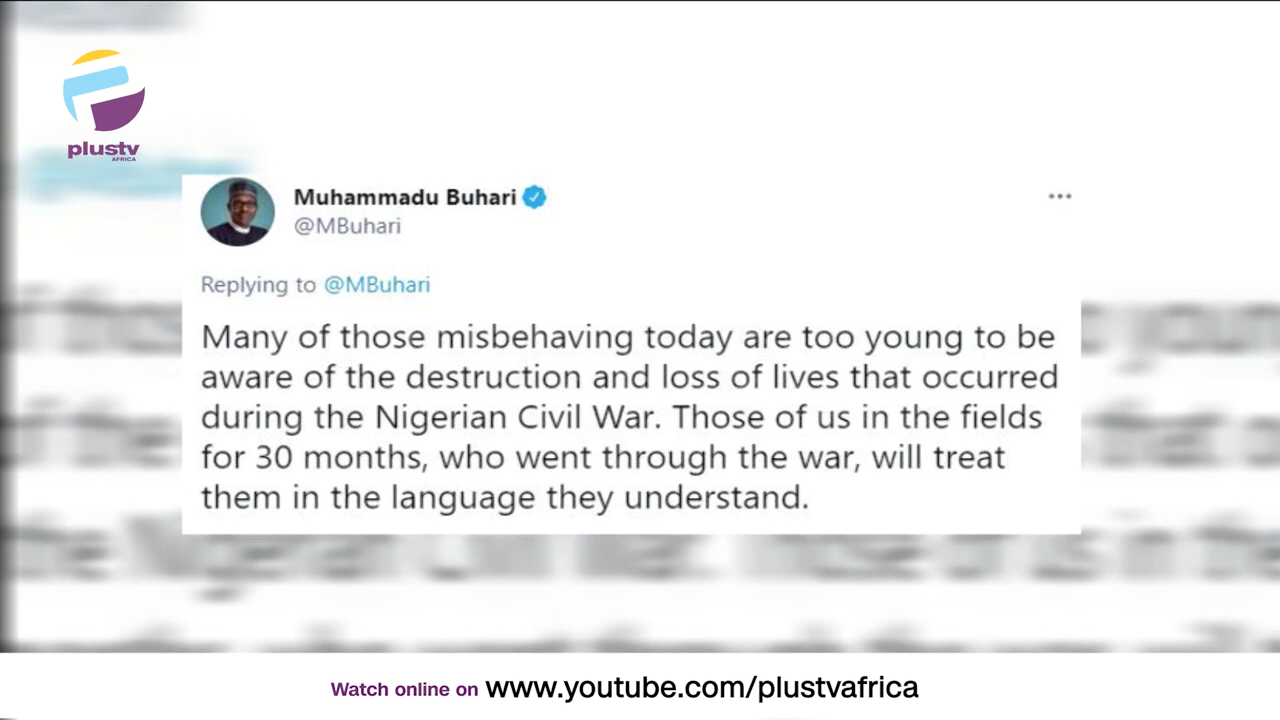 plustv
AFRICA
Muhammadu Buhari
@MBuhari
Replying to @MBuhari
Many of those misbehaving today are too young to be
aware of the destruction and loss of lives that occurred
during the Nigerian Civil War. Those of us in the fields
for 30 months, who went through the war, will treat
them in the language they understand.
Watch online on www.youtube.com/plustvafrica